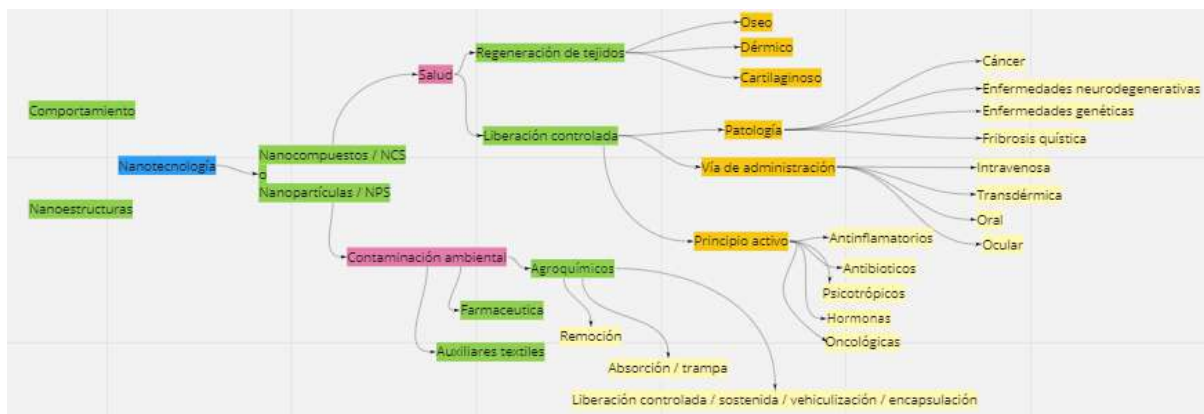 Oseo
Regeneración de tejidos
Dérmico
Salud
Cartilaginoso
Cáncer
Enfermedades neurodegenerativas
Comportamiento
Enfermedades genéticas
Liberación controlada
Patología
Fribrosis quística
Nanotecnología
Nanocompuestos / NCS
o
Nanopartículas / NPS
Vía de administración
Intravenosa
Transdérmica
Nanoestructuras
Oral
Principio activo
Ocular
Antinflamatorios
Contaminación ambiental
Agroquímicos
Antibioticos
Psicotrópicos
Farmaceutica
Hormonas
Remoción
Oncológicas
Auxiliares textiles
Absorción / trampa
Liberación controlada / sostenida / vehiculización / encapsulación